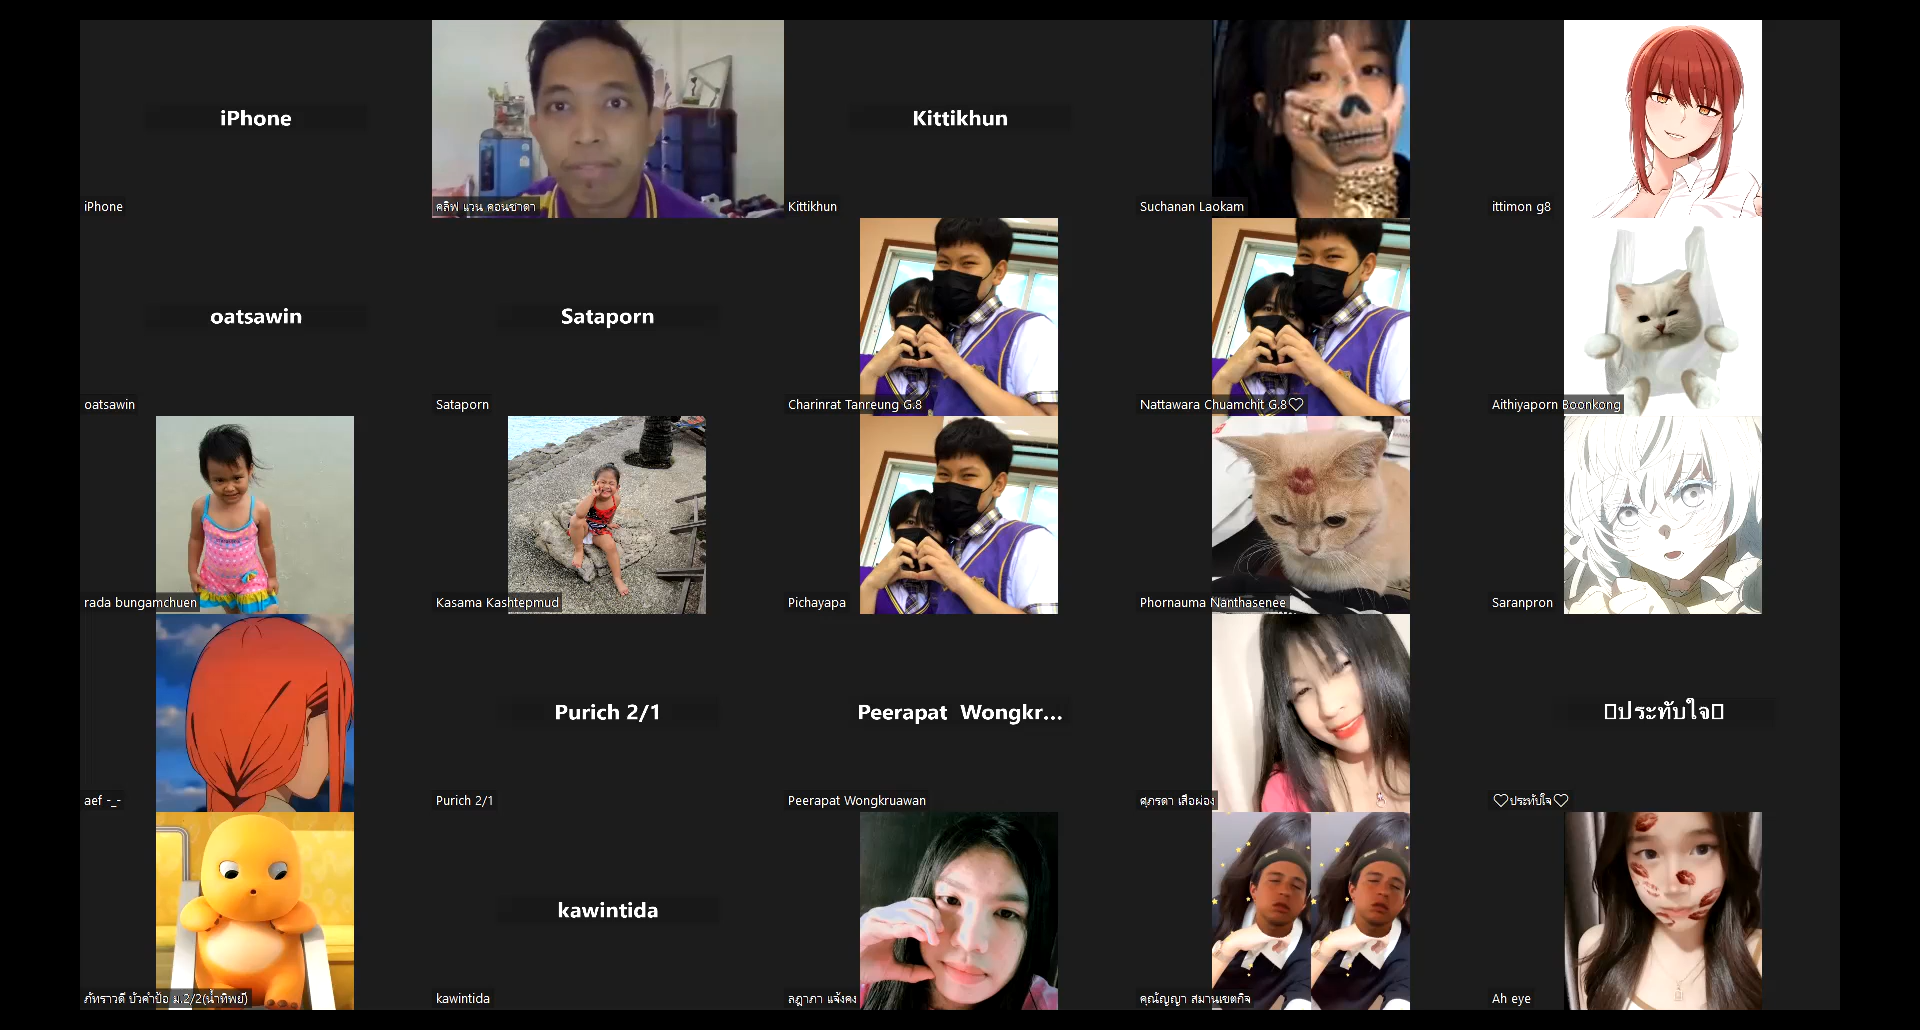 iPhone
iPhone
คลิฟ แวน คอนซาดา
Kittikhun
Kittikhun
Suchanan Laokam
ittimon g8
oatsawin
oatsawin
Sataporn
Sataporn
Charinrat Tanreung G.8
Nattawara Chuamchit G.8♡
Aithiyaporn Boonkong
rada bungamchuen
Kasama Kashtepmud
Pichayapa
Phornauma Nanthasenee
Saranpron
aef -_-
Purich 2/1
Purich 2/1
Peerapat Wongkr...
Peerapat Wongkruawan
ศุภรดา เสือผ่อง
ประทับใจ
♡ประทับใจ♡
ภัทราวดี บัวคำป้อ ม.2/2(น้ำทิพย์)
kawintida
kawintida
ลฎาภา แจ้งคง
คุณัญญา สมานเขตกิจ
Ah eye